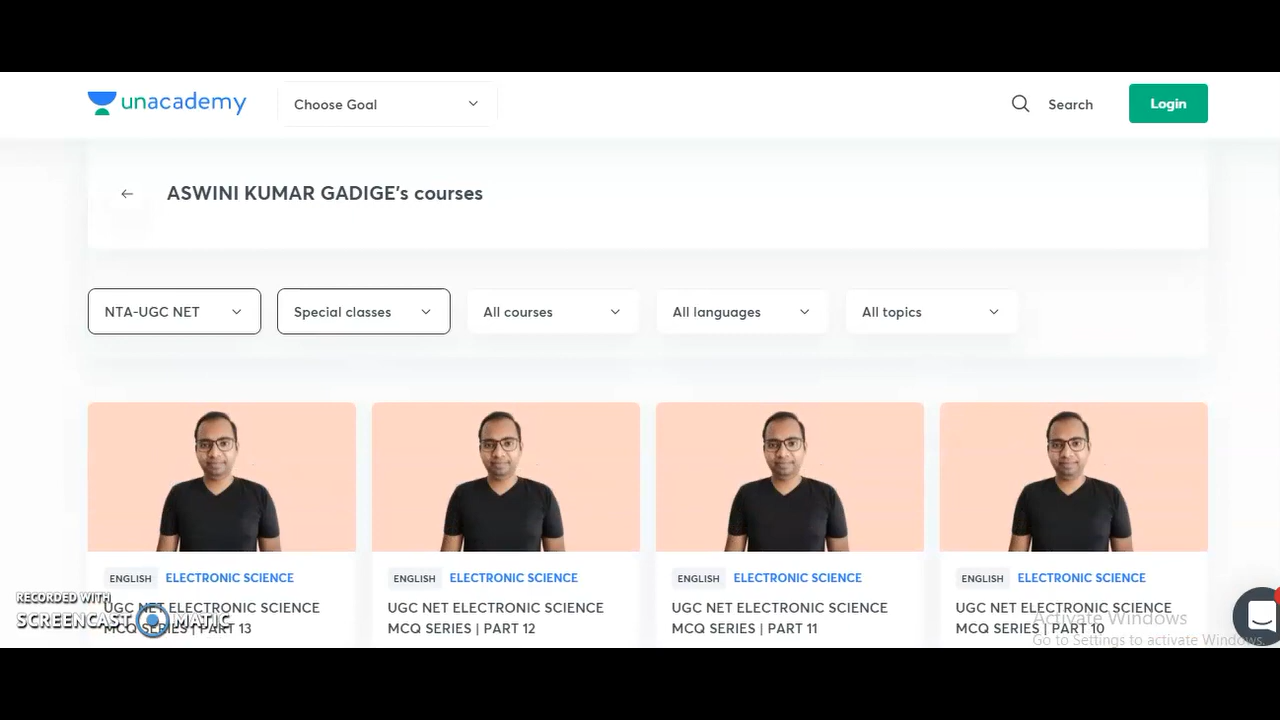 unacademy
Choose Goal
Search
Login
ASWINI KUMAR GADIGE's courses
NTA-UGC NET
Special classes
All courses
All languages
All topics
ENGLISH ELECTRONIC SCIENCE
UGC NET ELECTRONIC SCIENCE
MCQ SERIES | PART 13
ENGLISH ELECTRONIC SCIENCE
UGC NET ELECTRONIC SCIENCE
MCQ SERIES | PART 12
ENGLISH ELECTRONIC SCIENCE
UGC NET ELECTRONIC SCIENCE
MCQ SERIES | PART 11
ENGLISH ELECTRONIC SCIENCE
UGC NET ELECTRONIC SCIENCE
MCQ SERIES | PART 10
RECORDED WITH
SCREENCAST MATIC
Activate Windows
Go to Settings to activate Windows.